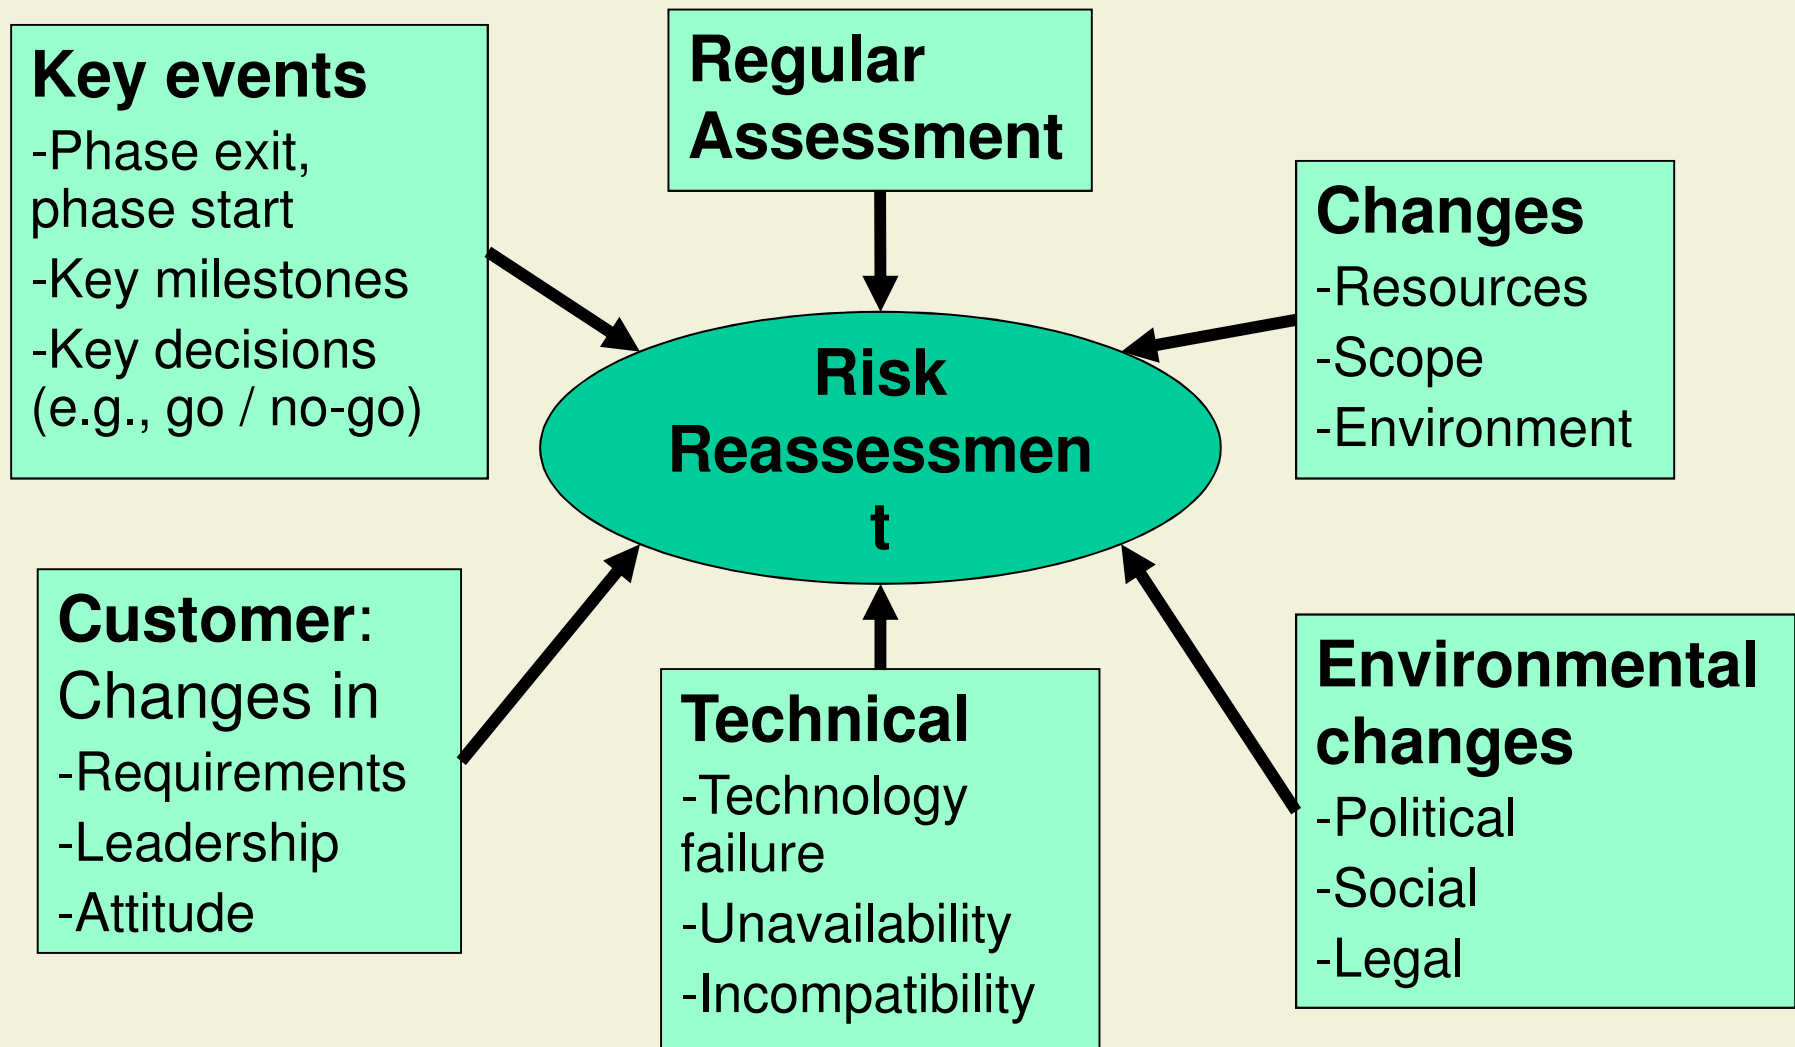 Key events
-Phase exit,
phase start
-Key milestones
-Key decisions
(e.g., go / no-go)
Regular
Assessment
Changes
-Resources
-Scope
-Environment
Risk
Reassessmen
t
Customer:
Changes in
-Requirements
-Leadership
-Attitude
Technical
-Technology
failure
-Unavailability
-Incompatibility
Environmental
changes
-Political
-Social
-Legal